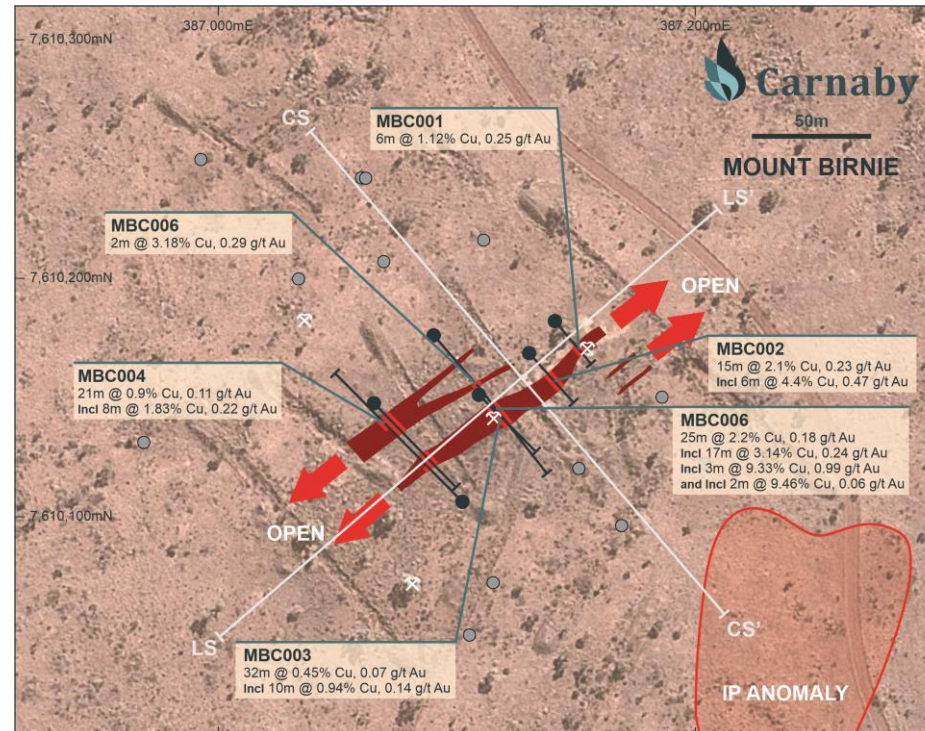 387,000mE
387,200mE
7,610,300mN
Carnaby
50m
MOUNT BIRNIE
CS
MBC001
6m @ 1.12% Cu, 0.25 g/t Au
LS'
MBC006
2m @ 3.18% Cu, 0.29 g/t Au
7,610,200mN
OPEN
MBC002
15m @ 2.1% Cu, 0.23 g/t Au
Incl 6m @ 4.4% Cu, 0.47 g/t Au
MBC004
21m @ 0.9% Cu, 0.11 g/t Au
Incl 8m @ 1.83% Cu, 0.22 g/t Au
MBC006
25m @ 2.2% Cu, 0.18 g/t Au
Incl 17m @ 3.14% Cu, 0.24 g/t Au
Incl 3m @ 9.33% Cu, 0.99 g/t Au
and Incl 2m @ 9.46% Cu, 0.06 g/t Au
7,610,100mN
OPEN
LS
CS'
MBC003
32m @ 0.45% Cu, 0.07 g/t Au
Incl 10m @ 0.94% Cu, 0.14 g/t Au
IP ANOMALY